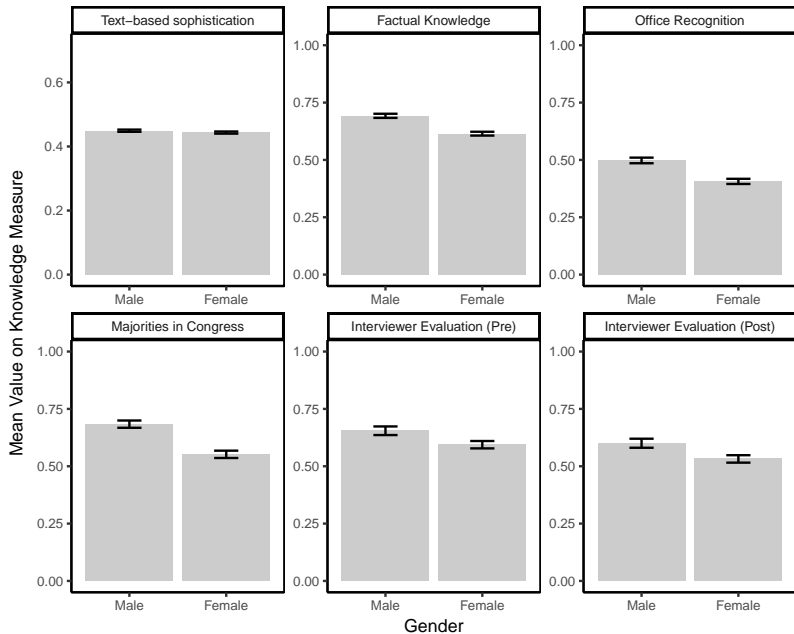 Text−based sophistication
Factual Knowledge
Office Recognition
0.0
0.2
0.4
0.6
0.00
0.25
0.50
0.75
1.00
0.00
0.25
0.50
0.75
1.00
Male
Female
Male
Female
Male
Female
Majorities in Congress
Interviewer Evaluation (Pre)
Interviewer Evaluation (Post)
0.00
0.25
0.50
0.75
1.00
0.00
0.25
0.50
0.75
1.00
0.00
0.25
0.50
0.75
1.00
Male
Female
Male
Female
Male
Female
Gender
Mean Value on Knowledge Measure